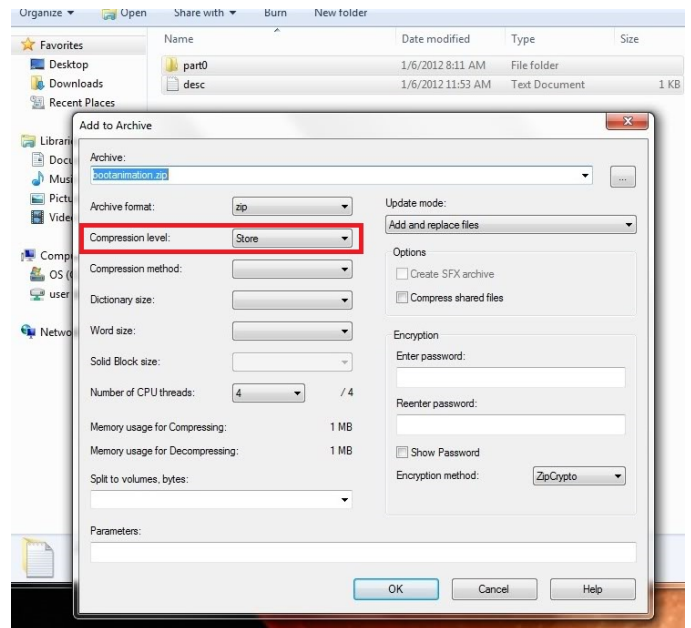 Organize Open Share with Burn New folder
Name Date modified Type Size
Favorites
Desktop
Downloads
Recent Places
part0 1/6/2012 8:11 AM File folder
desc 1/6/2012 11:53 AM Text Document 1 KB
Add to Archive
Archive:
bootanimation.zip
...
Archive format: zip
Compression level: Store
Compression method:
Dictionary size:
Word size:
Solid Block size:
Number of CPU threads: 4 / 4
Memory usage for Compressing: 1 MB
Memory usage for Decompressing: 1 MB
Split to volumes, bytes:
Update mode:
Add and replace files
Options
Create SFX archive
Compress shared files
Encryption
Enter password:
Reenter password:
Show Password
Encryption method: ZipCrypto
Parameters:
OK Cancel Help
OS
user